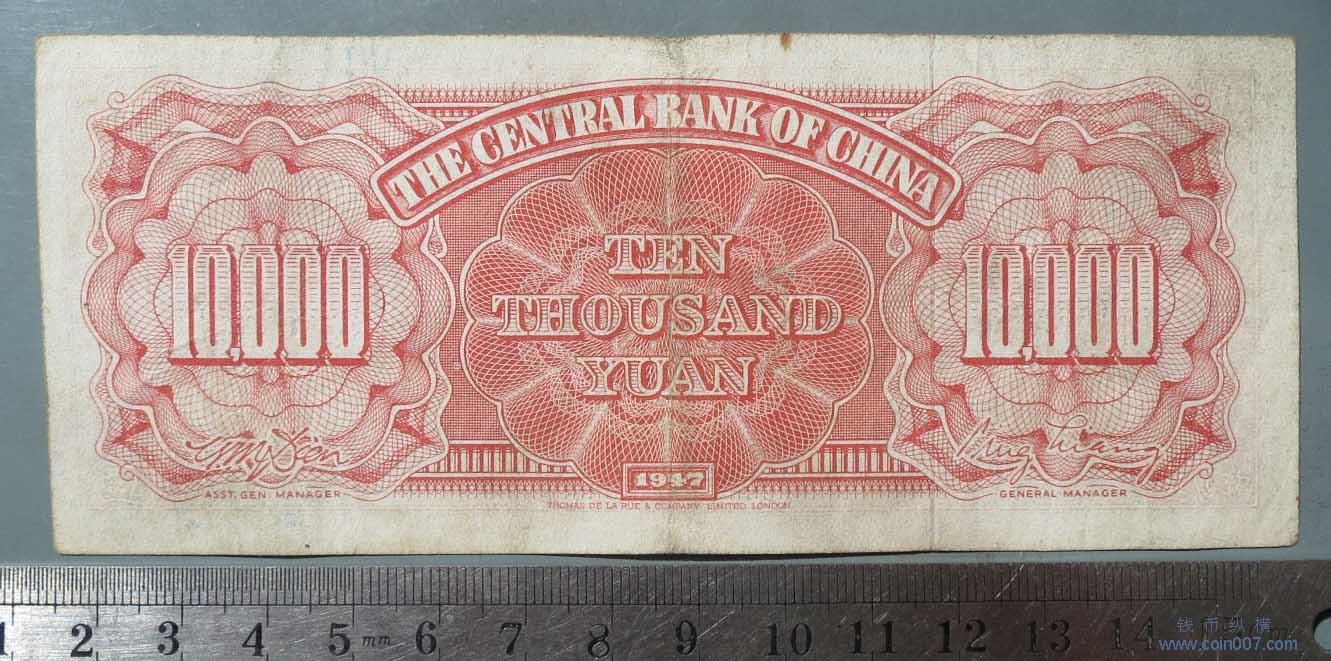 THE CENTRAL BANK OF CHINA
TEN
10,000
THOUSAND
10,000
YUAN
1947
ASST. GEN. MANAGER
GENERAL MANAGER
THOMAS DE LA RUE & COMPANY, LIMITED, LONDON
1 2 3 4 5 mm 6 7 8 9 10 11 12 13 14
钱币纵横
www.coin007.com